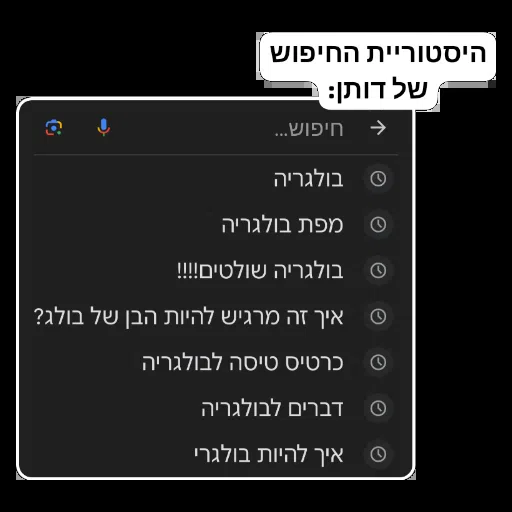 היסטוריית החיפוש
של דותן:
חיפוש...
בולגריה
מפת בולגריה
בולגריה שולטים!!!!
איך זה מרגיש להיות הבן של בולג?
כרטיס טיסה לבולגריה
דברים לבולגריה
איך להיות בולגרי